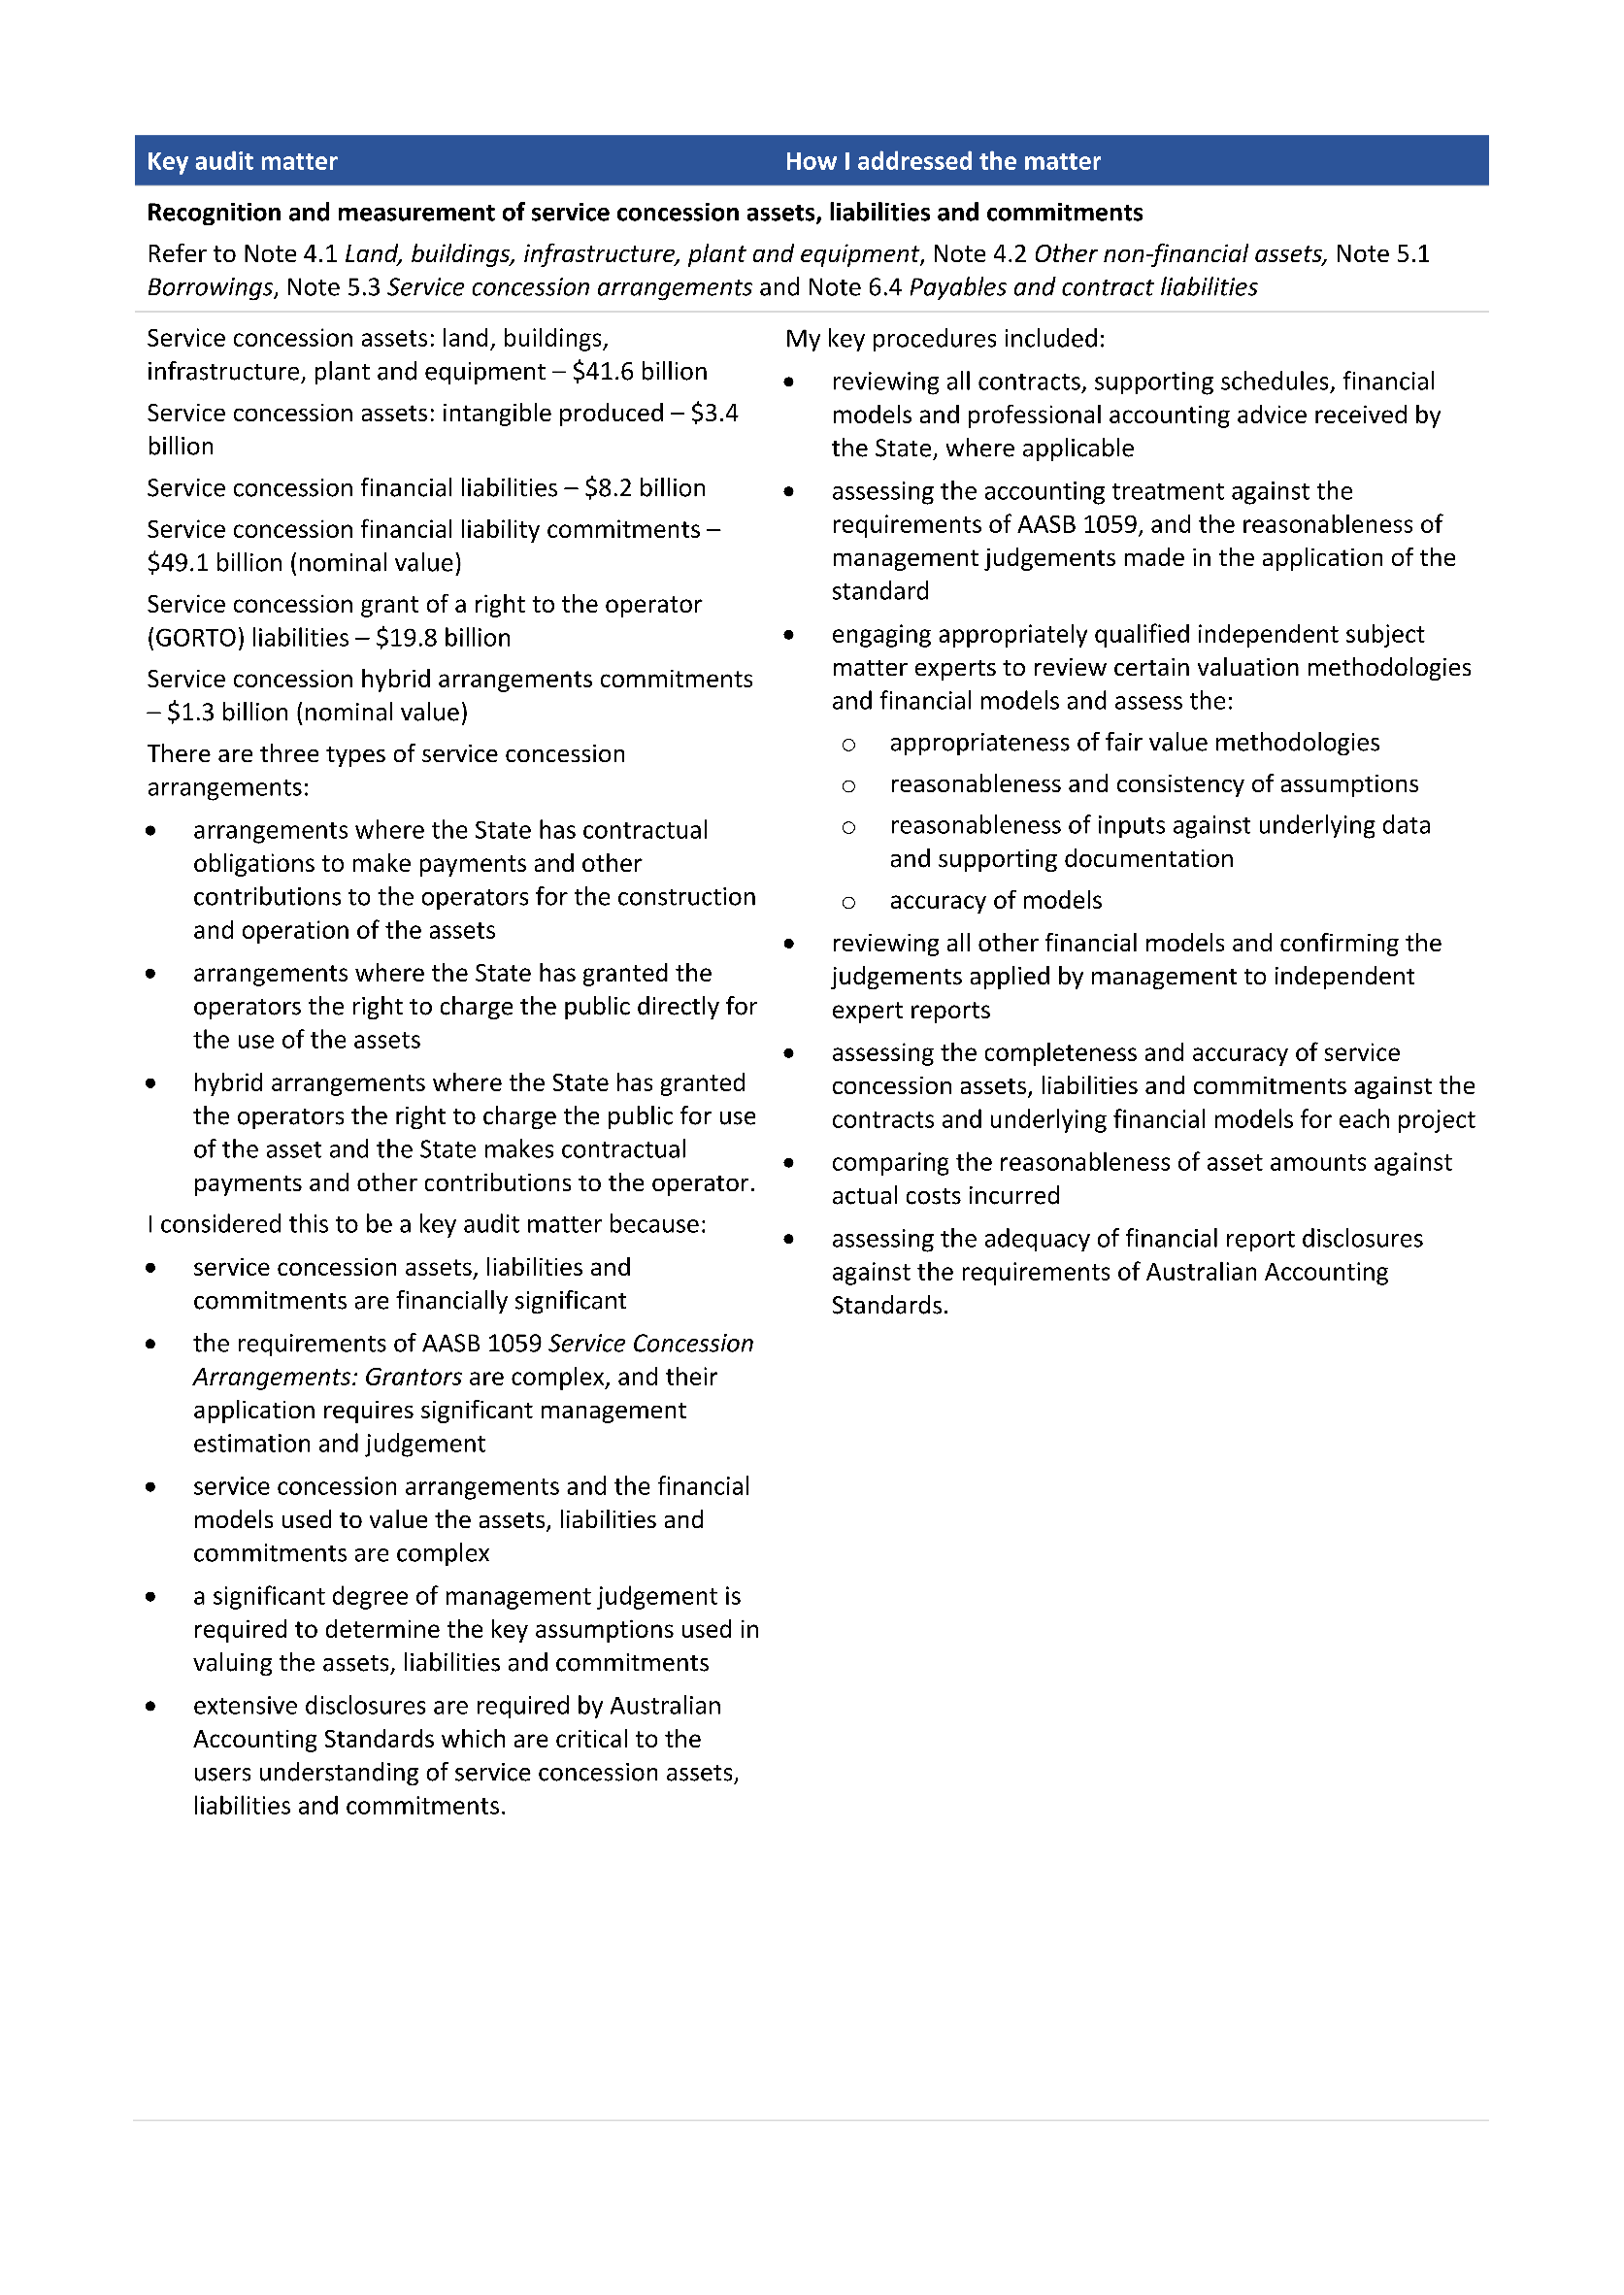 Key audit matter
How I addressed the matter
Recognition and measurement of service concession assets, liabilities and commitments
Refer to Note 4.1 Land, buildings, infrastructure, plant and equipment, Note 4.2 Other non-financial assets, Note 5.1
Borrowings, Note 5.3 Service concession arrangements and Note 6.4 Payables and contract liabilities
Service concession assets: land, buildings,
infrastructure, plant and equipment – $41.6 billion
Service concession assets: intangible produced – $3.4
billion
Service concession financial liabilities – $8.2 billion
Service concession financial liability commitments –
$49.1 billion (nominal value)
Service concession grant of a right to the operator
(GORTO) liabilities – $19.8 billion
Service concession hybrid arrangements commitments
– $1.3 billion (nominal value)
There are three types of service concession
arrangements:
• arrangements where the State has contractual
obligations to make payments and other
contributions to the operators for the construction
and operation of the assets
• arrangements where the State has granted the
operators the right to charge the public directly for
the use of the assets
• hybrid arrangements where the State has granted
the operators the right to charge the public for use
of the asset and the State makes contractual
payments and other contributions to the operator.
I considered this to be a key audit matter because:
• service concession assets, liabilities and
commitments are financially significant
• the requirements of AASB 1059 Service Concession
Arrangements: Grantors are complex, and their
application requires significant management
estimation and judgement
• service concession arrangements and the financial
models used to value the assets, liabilities and
commitments are complex
• a significant degree of management judgement is
required to determine the key assumptions used in
valuing the assets, liabilities and commitments
• extensive disclosures are required by Australian
Accounting Standards which are critical to the
users understanding of service concession assets,
liabilities and commitments.
My key procedures included:
• reviewing all contracts, supporting schedules, financial
models and professional accounting advice received by
the State, where applicable
• assessing the accounting treatment against the
requirements of AASB 1059, and the reasonableness of
management judgements made in the application of the
standard
• engaging appropriately qualified independent subject
matter experts to review certain valuation methodologies
and financial models and assess the:
o appropriateness of fair value methodologies
o reasonableness and consistency of assumptions
o reasonableness of inputs against underlying data
and supporting documentation
o accuracy of models
• reviewing all other financial models and confirming the
judgements applied by management to independent
expert reports
• assessing the completeness and accuracy of service
concession assets, liabilities and commitments against the
contracts and underlying financial models for each project
• comparing the reasonableness of asset amounts against
actual costs incurred
• assessing the adequacy of financial report disclosures
against the requirements of Australian Accounting
Standards.